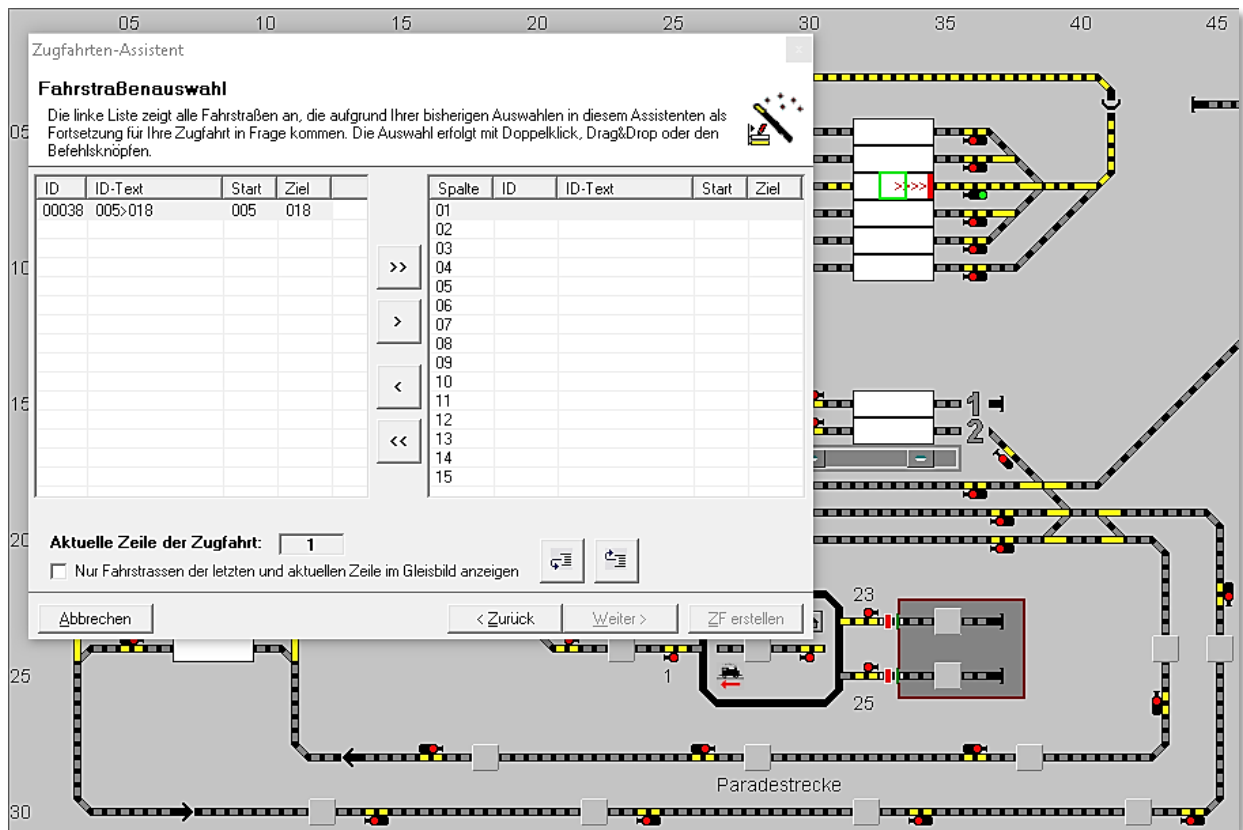 05 10 15 20 25 30 35 40 45
Zugfahrten-Assistent
x
Fahrstraßenauswahl
Die linke Liste zeigt alle Fahrstraßen an, die aufgrund Ihrer bisherigen Auswahlen in diesem Assistenten als
Fortsetzung für Ihre Zugfahrt in Frage kommen. Die Auswahl erfolgt mit Doppelklick, Drag&Drop oder den
Befehlsknöpfen.
05
ID ID-Text Start Ziel
00038 005>018 005 018
>>
>
<
<<
Spalte ID ID-Text Start Ziel
01
02
03
04
05
06
07
08
09
10
11
12
13
14
15
>>>>
10
15
1
2
20
Aktuelle Zeile der Zugfahrt: 1
Nur Fahrstrassen der letzten und aktuellen Zeile im Gleisbild anzeigen
Abbrechen < Zurück Weiter > ZF erstellen
23
25
1
25
Paradestrecke
30